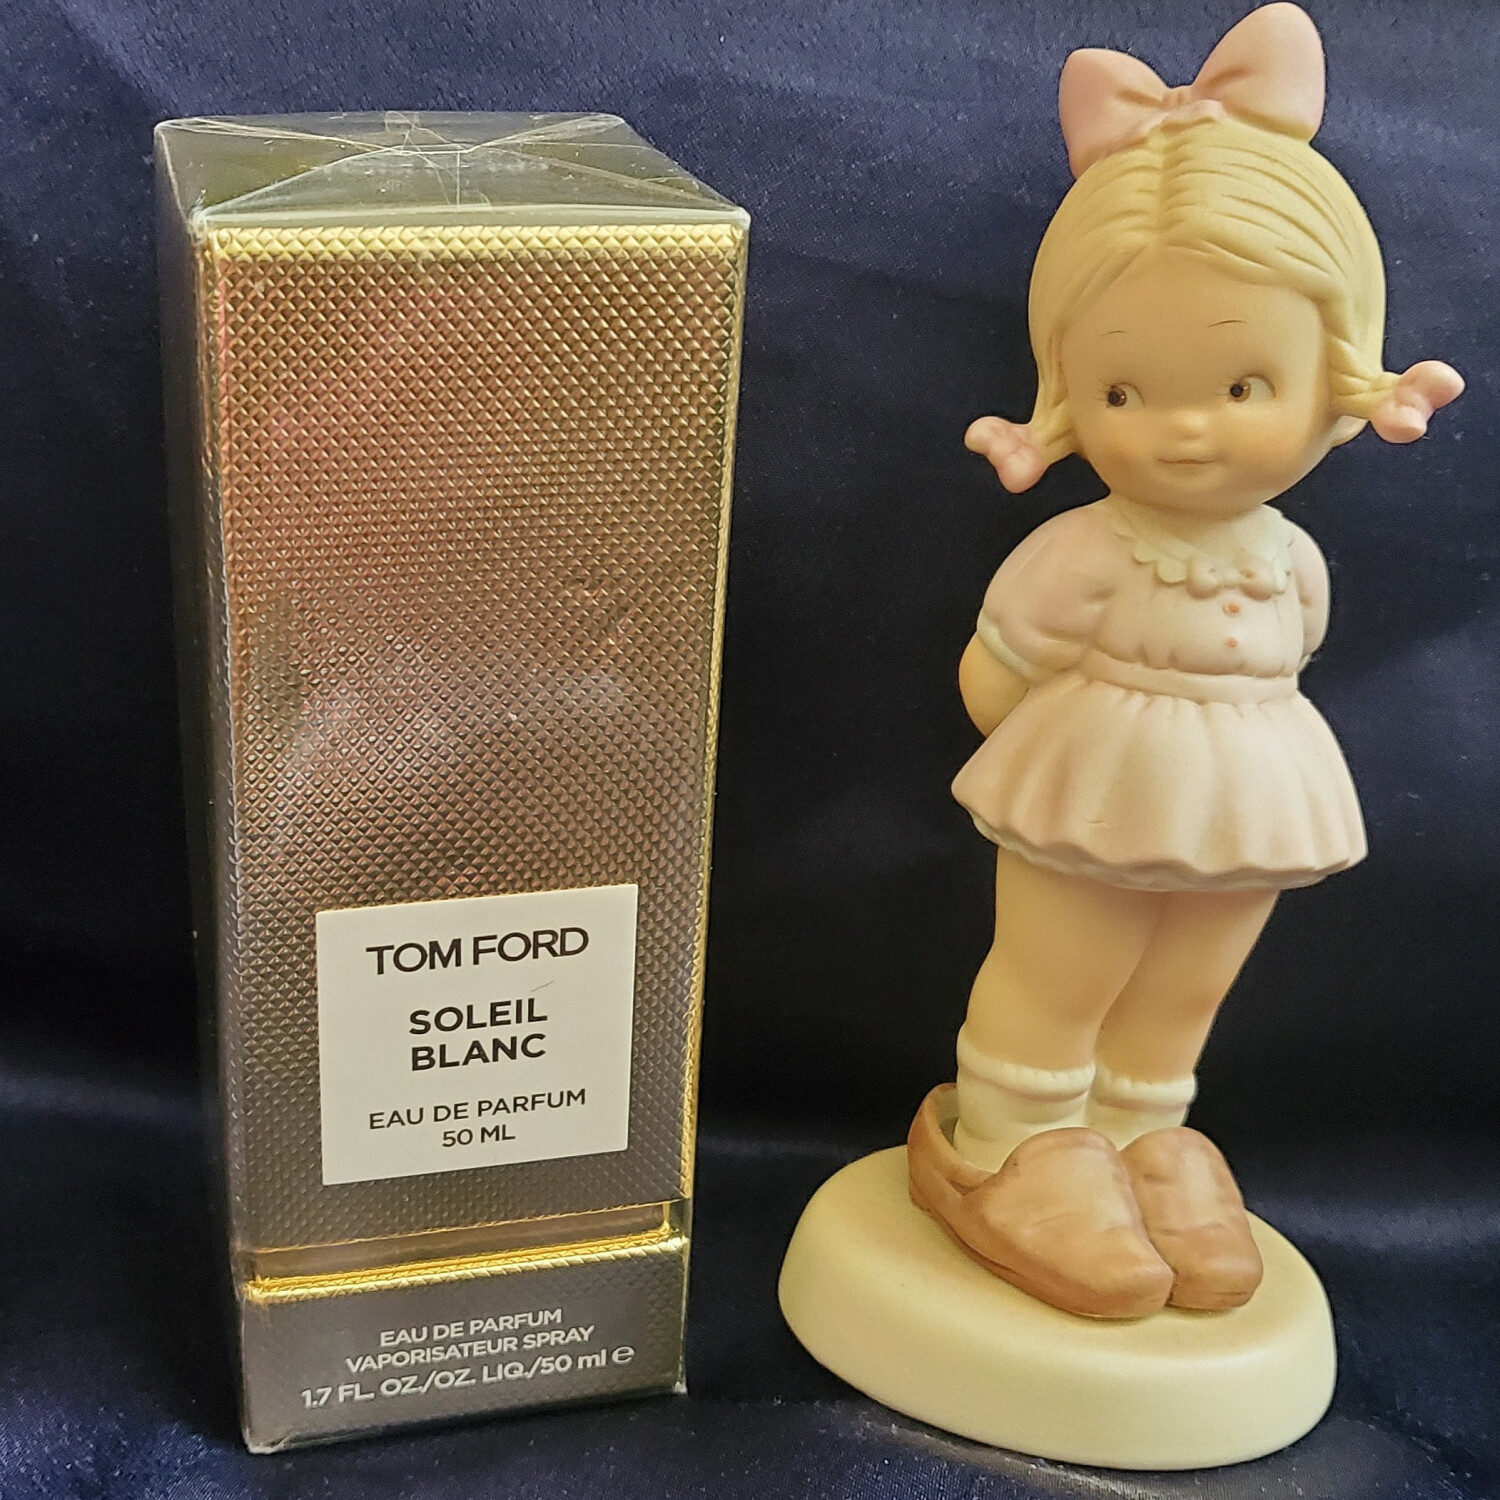 TOM FORD
SOLEIL
BLANC
EAU DE PARFUM
50 ML
EAU DE PARFUM
VAPORISATEUR SPRAY
1.7 FL. OZ./OZ. LIQ./50 ml ℮